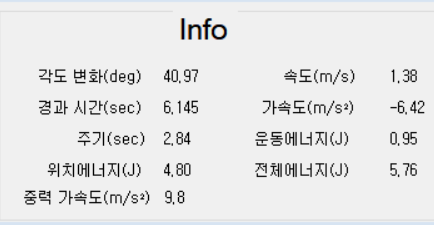 Info
각도 변화(deg) 40,97 속도(m/s) 1,38
경과 시간(sec) 6,145 가속도(m/s²) -6,42
주기(sec) 2,84 운동에너지(J) 0,95
위치에너지(J) 4,80 전체에너지(J) 5,76
중력 가속도(m/s²) 9,8